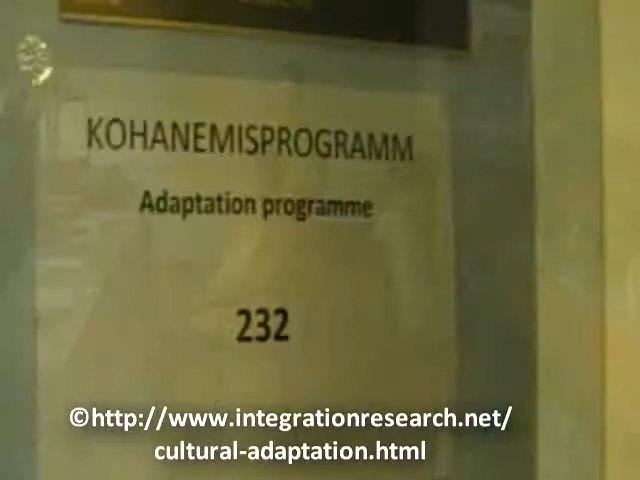 KOHANEMISPROGRAMM
Adaptation programme
232
©http://www.integrationresearch.net/
cultural-adaptation.html